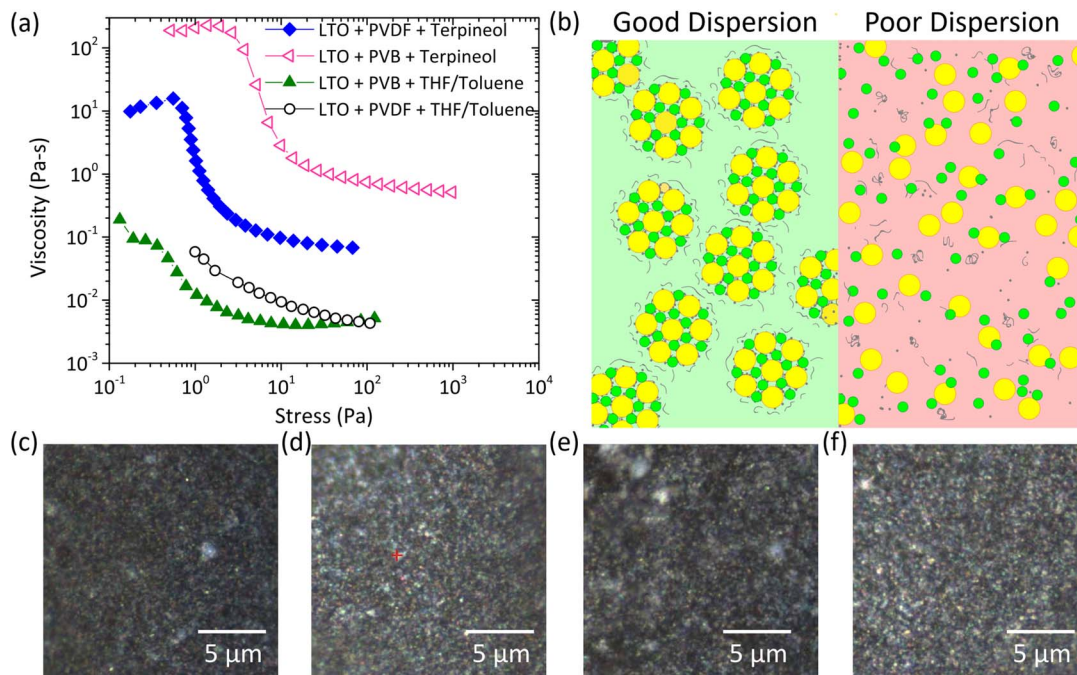 (a)
10²
10¹
10⁰
10⁻¹
10⁻²
10⁻³
Viscosity (Pa-s)
10⁻¹ 10⁰ 10¹ 10² 10³ 10⁴
Stress (Pa)
LTO + PVDF + Terpineol
LTO + PVB + Terpineol
LTO + PVB + THF/Toluene
LTO + PVDF + THF/Toluene
(b) Good Dispersion Poor Dispersion
(c) (d) (e) (f)
5 µm 5 µm 5 µm 5 µm